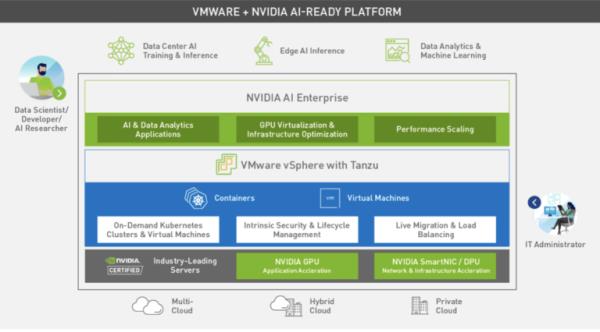 VMWARE + NVIDIA AI-READY PLATFORM
Data Center AI
Training & Inference
Edge AI Inference
Data Analytics &
Machine Learning
Data Scientist/
Developer/
AI Researcher
NVIDIA AI Enterprise
AI & Data Analytics
Applications
GPU Virtualization &
Infrastructure Optimization
Performance Scaling
VMware vSphere with Tanzu
Containers
Virtual Machines
On-Demand Kubernetes
Clusters & Virtual Machines
Intrinsic Security & Lifecycle
Management
Live Migration & Load
Balancing
IT Administrator
NVIDIA
CERTIFIED
Industry-Leading
Servers
NVIDIA GPU
Application Accleration
NVIDIA SmartNIC / DPU
Network & Infrastructure Accleration
Multi-
Cloud
Hybrid
Cloud
Private
Cloud